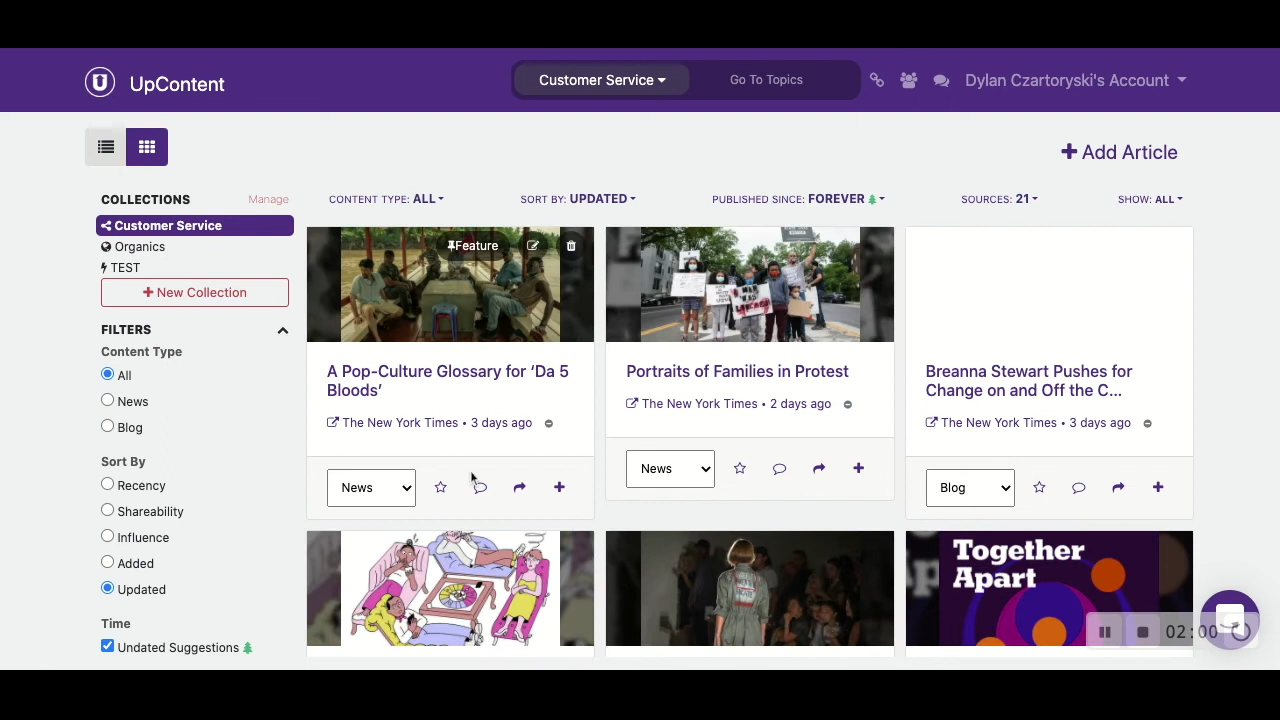 UpContent
Customer Service
Go To Topics
Dylan Czartoryski's Account
Add Article
COLLECTIONS
Manage
Customer Service
Organics
TEST
New Collection
FILTERS
Content Type
All
News
Blog
Sort By
Recency
Shareability
Influence
Added
Updated
Time
Undated Suggestions
CONTENT TYPE: ALL
SORT BY: UPDATED
PUBLISHED SINCE: FOREVER
SOURCES: 21
SHOW: ALL
Feature
A Pop-Culture Glossary for ‘Da 5
Bloods’
The New York Times • 3 days ago
News
Portraits of Families in Protest
The New York Times • 2 days ago
News
Breanna Stewart Pushes for
Change on and Off the C...
The New York Times • 3 days ago
Blog
Together
Apart
02:00